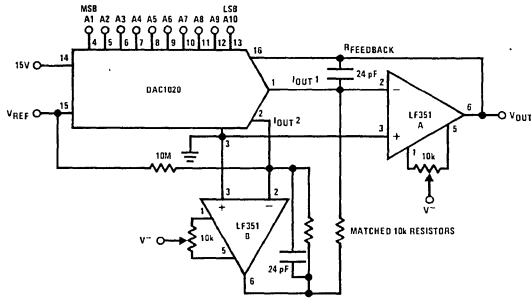 MSB LSB
A1 A2 A3 A4 A5 A6 A7 A8 A9 A10
4 5 6 7 8 9 10 11 12 13
16 RFEEDBACK
15V 14
24 pF
DAC1020
1 IOUT 1 2 −
LF351
A
6 VOUT
VREF 15
2 IOUT 2
3
3 +
5
1 10k
V−
10M
3 2
+ −
1
LF351
B
V− 10k
5
24 pF
MATCHED 10k RESISTORS
6